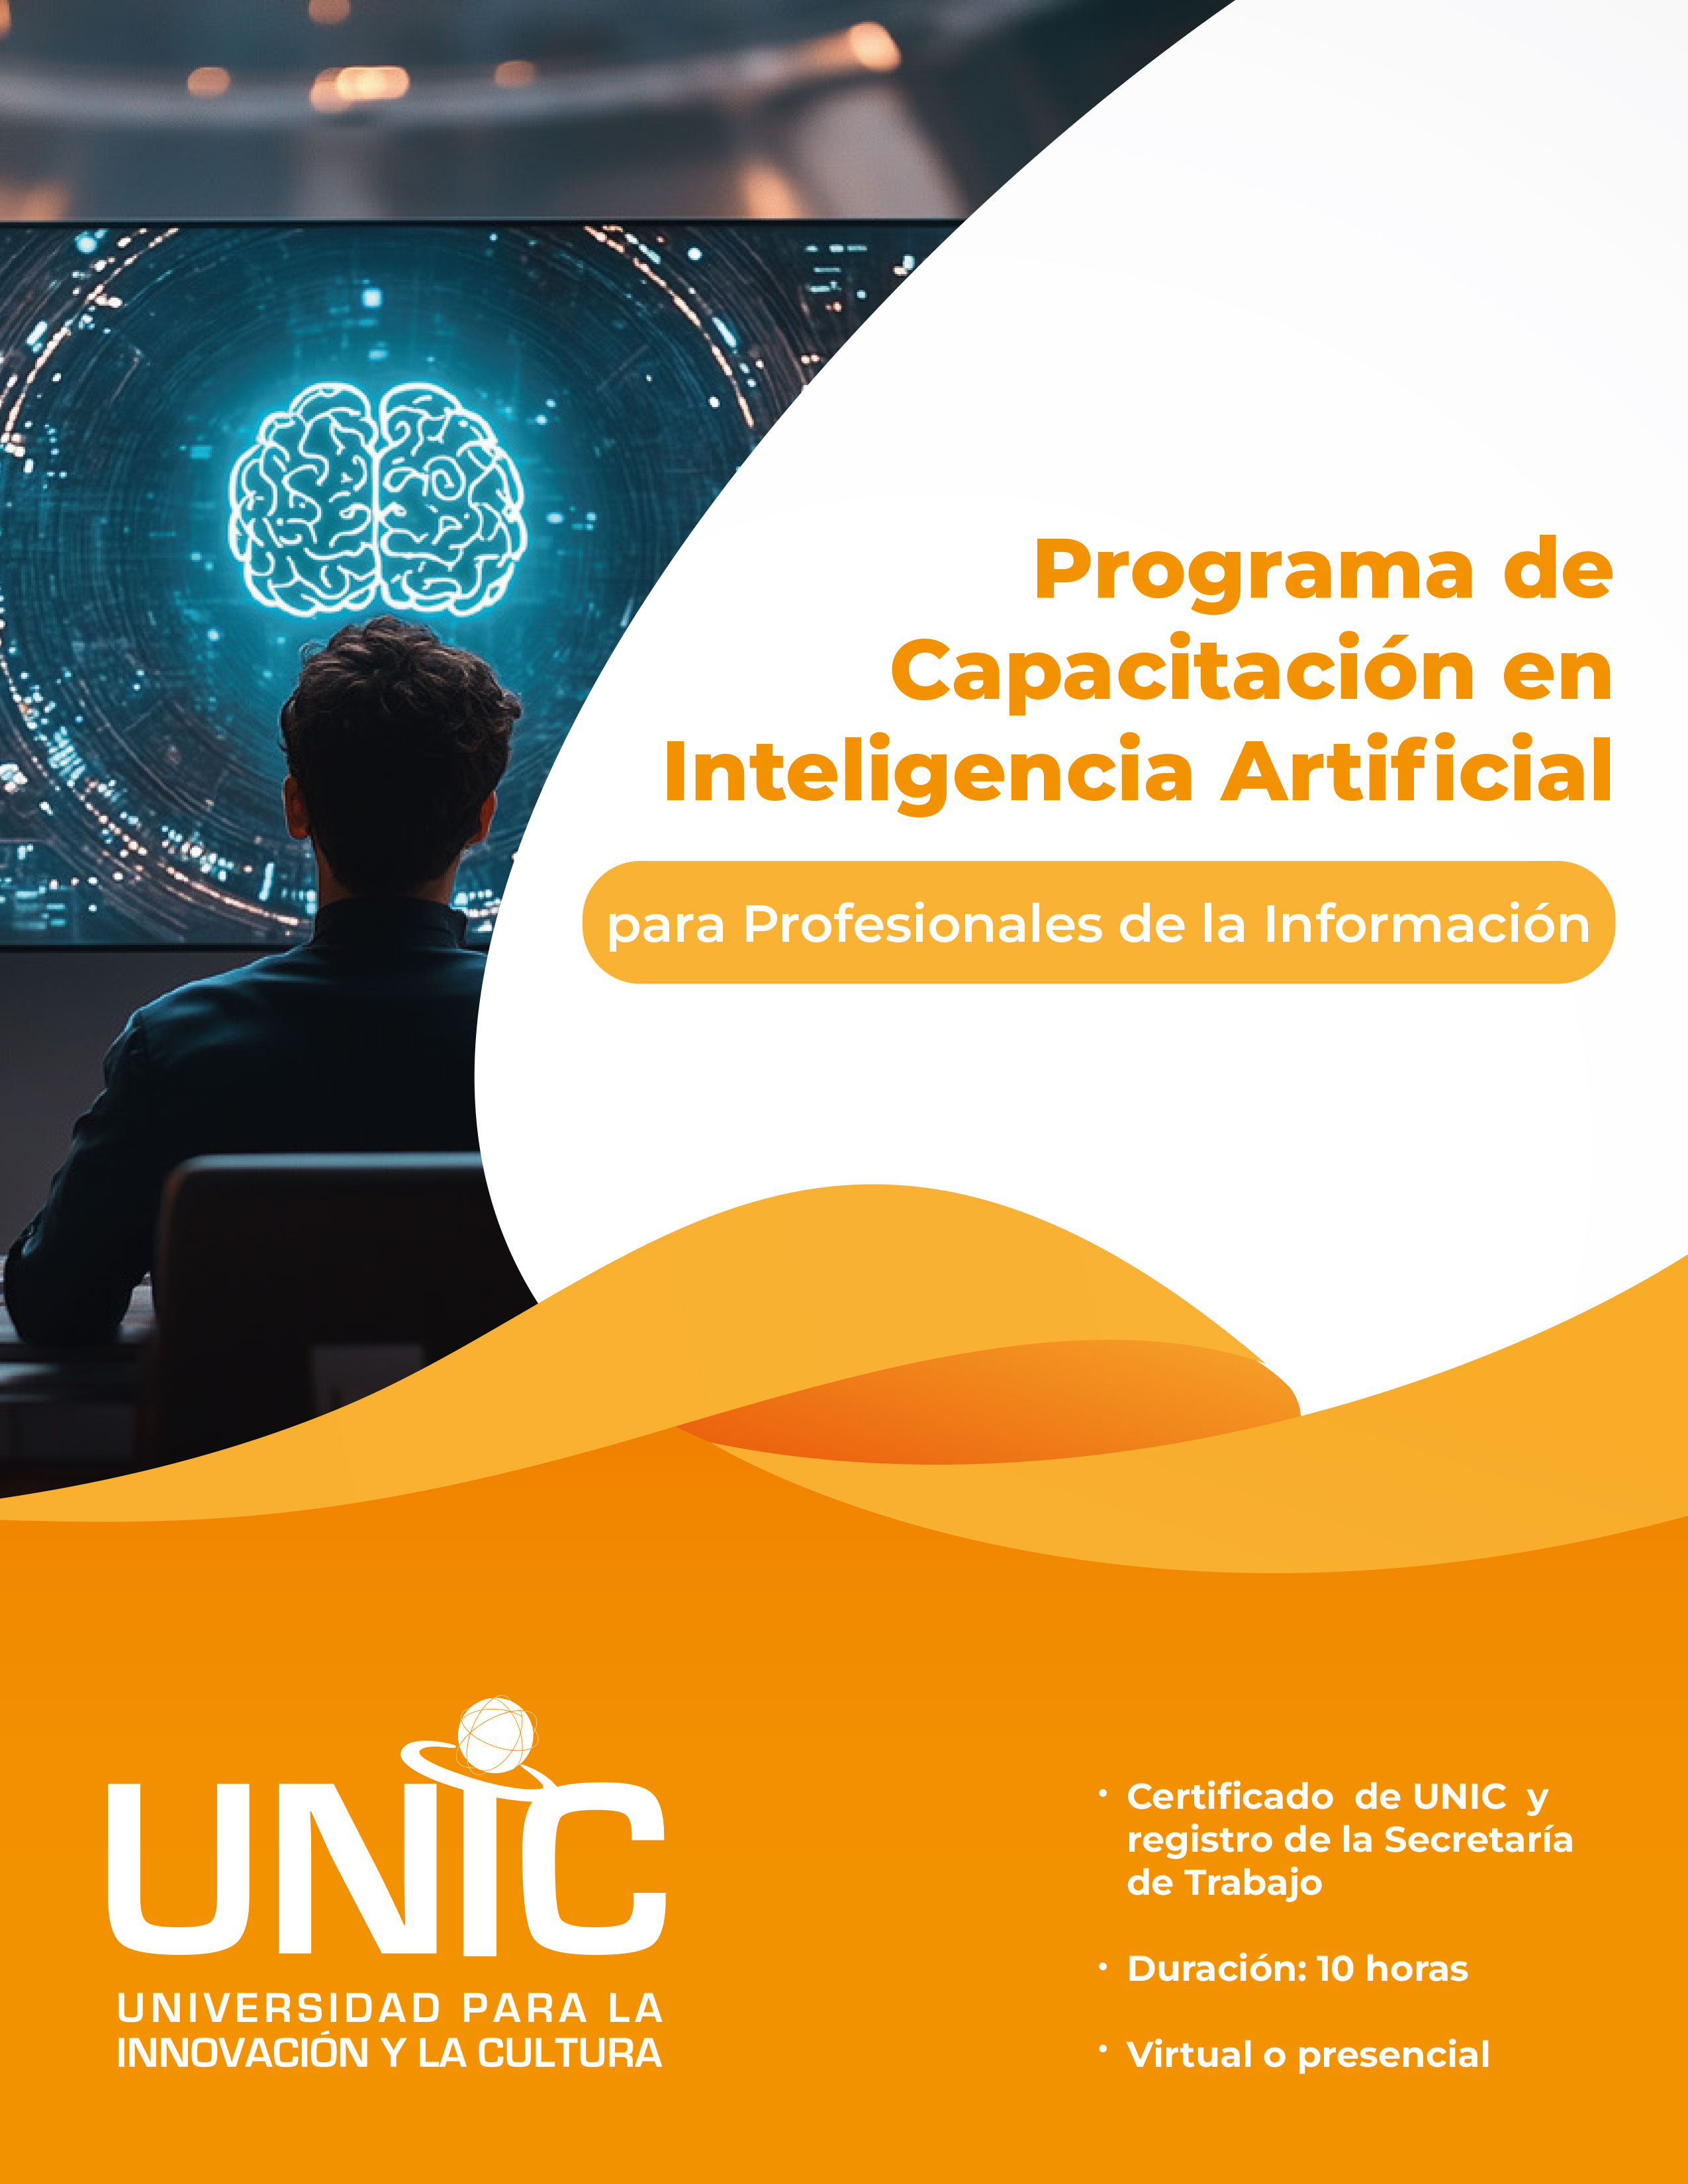 Programa de
Capacitación en
Inteligencia Artificial
para Profesionales de la Información
UNIC
UNIVERSIDAD PARA LA
INNOVACIÓN Y LA CULTURA
• Certificado de UNIC y
registro de la Secretaría
de Trabajo
• Duración: 10 horas
• Virtual o presencial